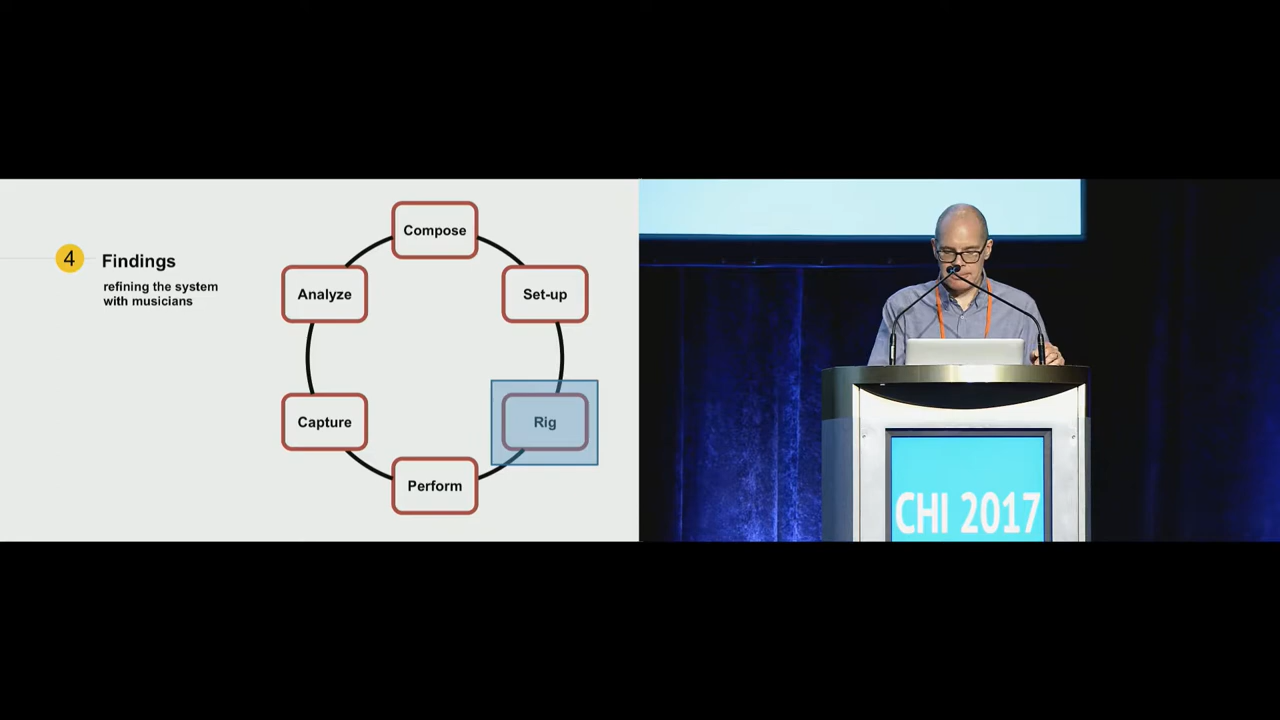 4
Findings
refining the system
with musicians
Compose
Analyze
Set-up
Capture
Rig
Perform
CHI 2017